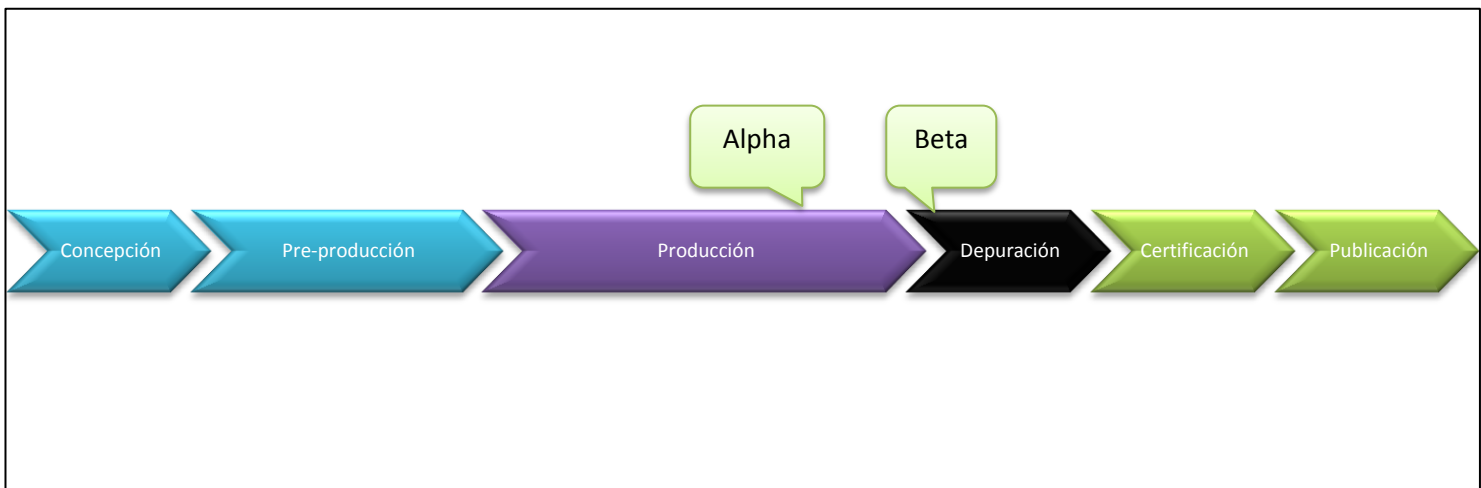 Alpha
Beta
Concepción
Pre-producción
Producción
Depuración
Certificación
Publicación